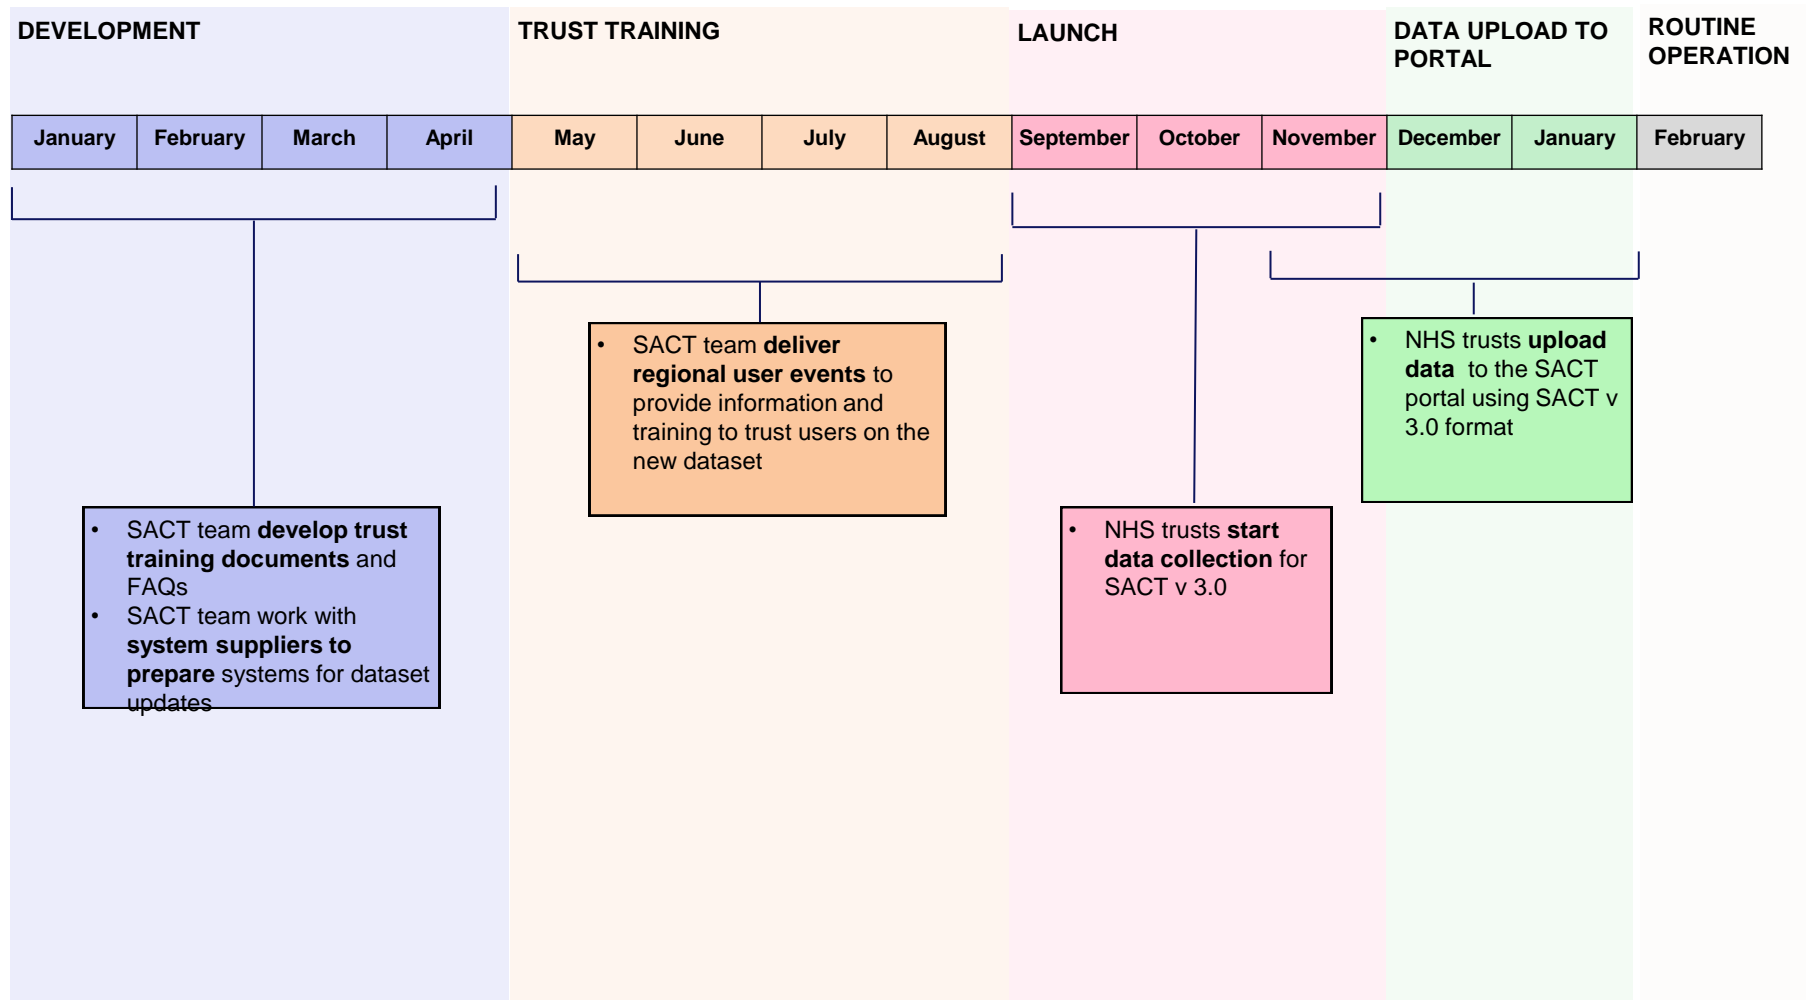 DEVELOPMENT
TRUST TRAINING
LAUNCH
DATA UPLOAD TO
PORTAL
ROUTINE
OPERATION
January February March April May June July August September October November December January February
• SACT team deliver
regional user events to
provide information and
training to trust users on the
new dataset
• NHS trusts upload
data to the SACT
portal using SACT v
3.0 format
• SACT team develop trust
training documents and
FAQs
• SACT team work with
system suppliers to
prepare systems for dataset
updates
• NHS trusts start
data collection for
SACT v 3.0